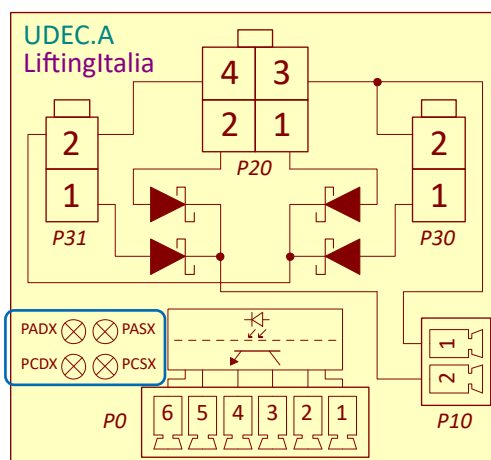 UDEC.A
LiftingItalia
4 3
2 1
P20
2
1
P31
2
1
P30
PADX PASX
PCDX PCSX
1
2
P10
P0
6 5 4 3 2 1